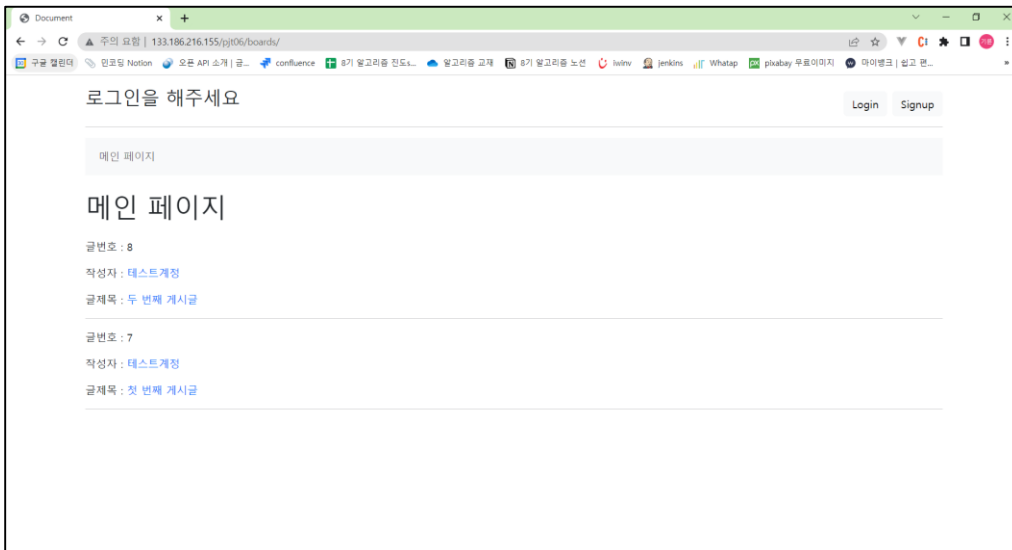 Document
주의 요함 | 133.186.216.155/pjt06/boards/
구글 캘린더 민코딩 Notion 오픈 API 소개 | 공... confluence 8기 알고리즘 진도s... 알고리즘 교재 8기 알고리즘 노션 iwinv jenkins Whatap pixabay 무료이미지 마이뱅크 | 쉽고 편... »
로그인을 해주세요
Login Signup
메인 페이지
메인 페이지
글번호 : 8
작성자 : 테스트계정
글제목 : 두 번째 게시글
글번호 : 7
작성자 : 테스트계정
글제목 : 첫 번째 게시글